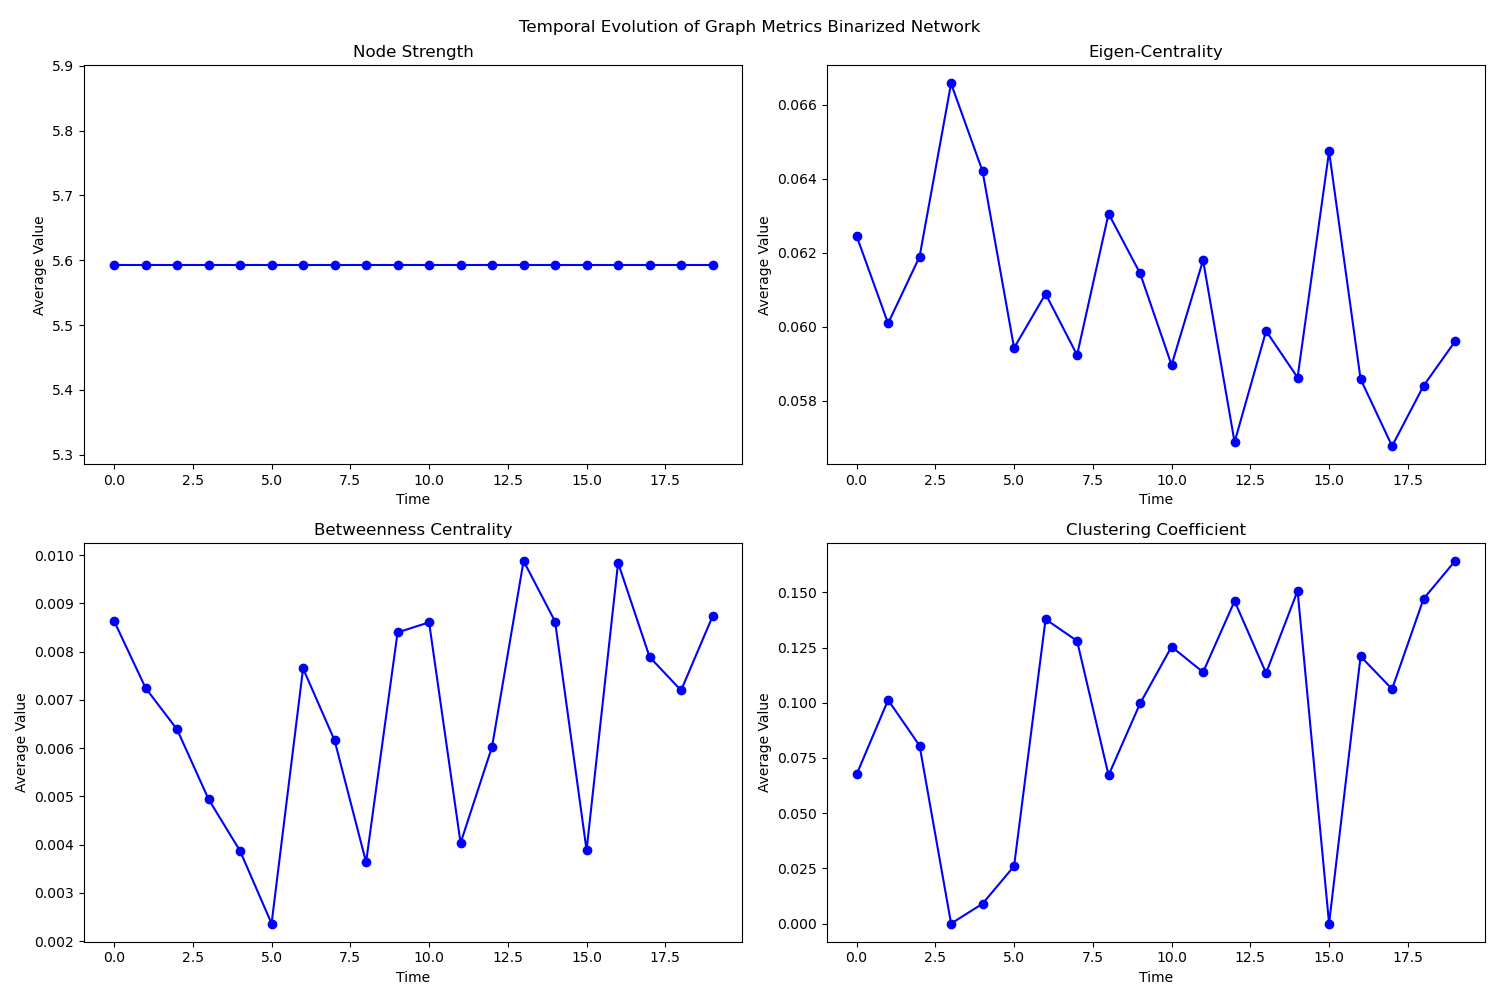 Temporal Evolution of Graph Metrics Binarized Network
Node Strength
5.9
5.8
5.7
5.6
5.5
5.4
5.3
Average Value
0.0 2.5 5.0 7.5 10.0 12.5 15.0 17.5
Time
Eigen-Centrality
0.066
0.064
0.062
0.060
0.058
Average Value
0.0 2.5 5.0 7.5 10.0 12.5 15.0 17.5
Time
Betweenness Centrality
0.010
0.009
0.008
0.007
0.006
0.005
0.004
0.003
0.002
Average Value
0.0 2.5 5.0 7.5 10.0 12.5 15.0 17.5
Time
Clustering Coefficient
0.150
0.125
0.100
0.075
0.050
0.025
0.000
Average Value
0.0 2.5 5.0 7.5 10.0 12.5 15.0 17.5
Time